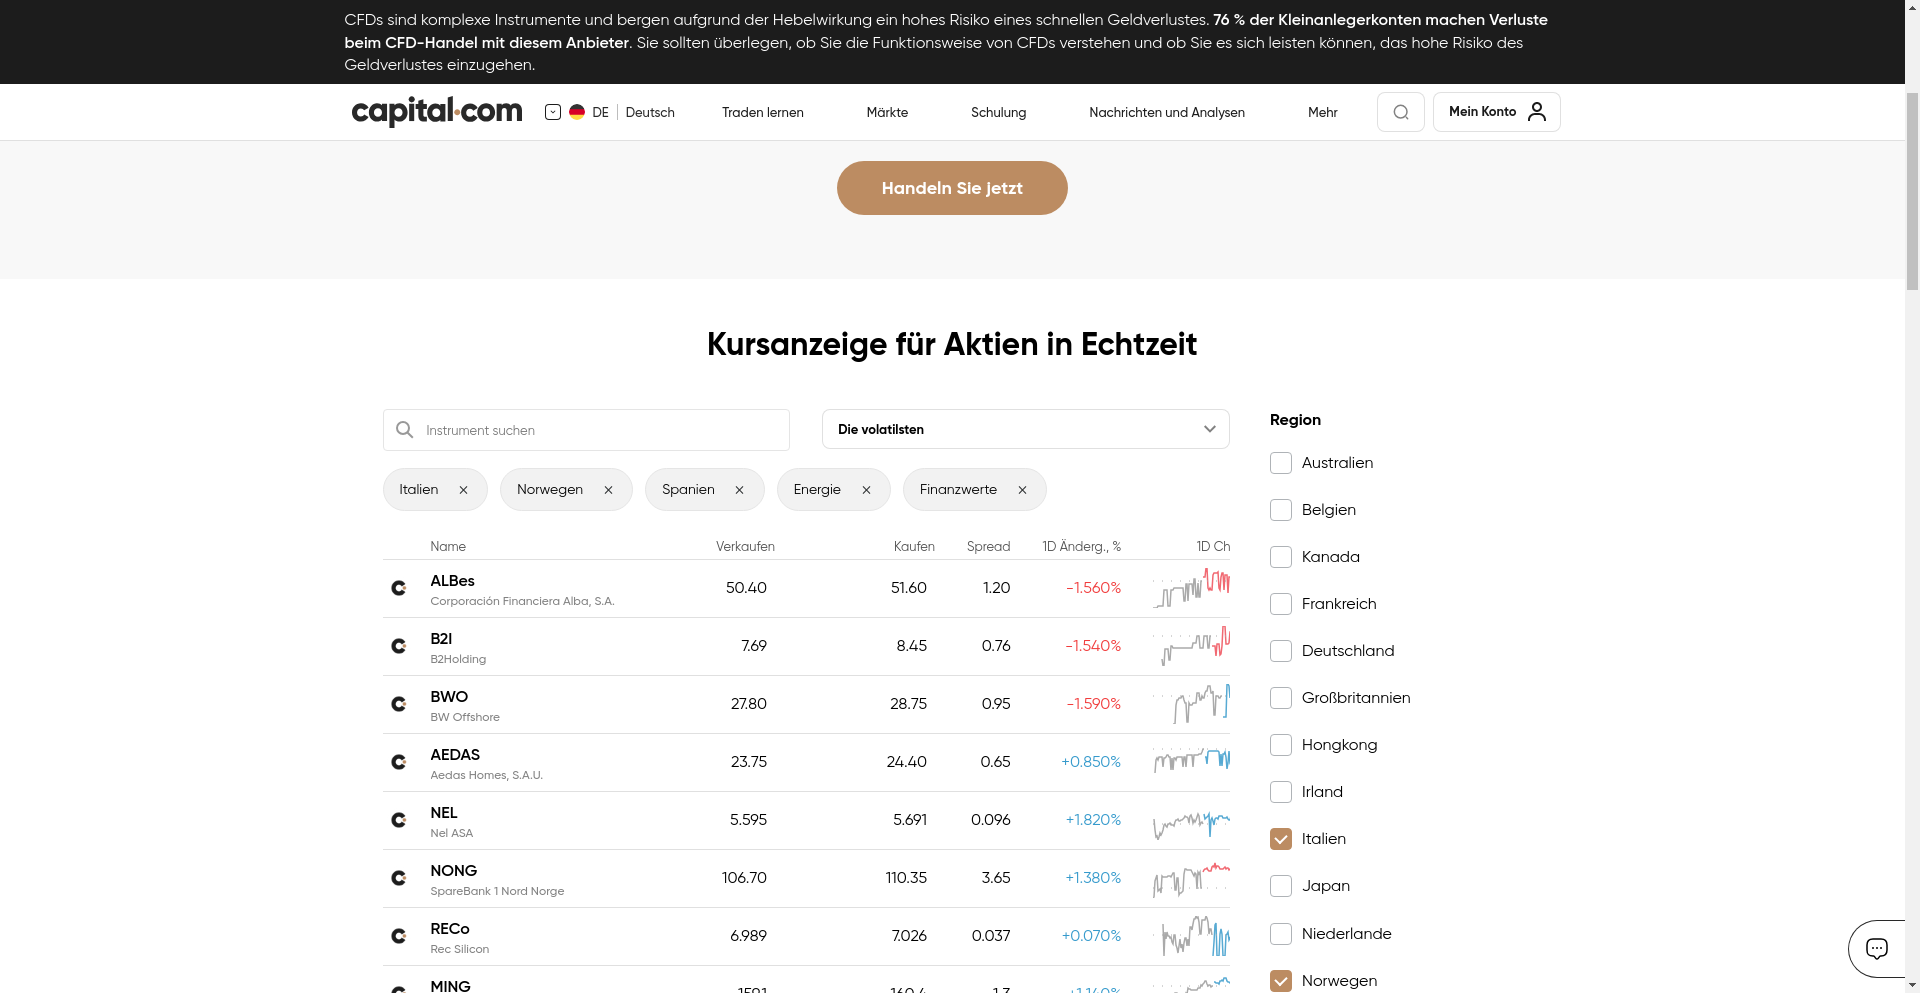 CFDs sind komplexe Instrumente und bergen aufgrund der Hebelwirkung ein hohes Risiko eines schnellen Geldverlustes. 76 % der Kleinanlegerkonten machen Verluste
beim CFD-Handel mit diesem Anbieter. Sie sollten überlegen, ob Sie die Funktionsweise von CFDs verstehen und ob Sie es sich leisten können, das hohe Risiko des
Geldverlustes einzugehen.
capital.com DE Deutsch Traden lernen Märkte Schulung Nachrichten und Analysen Mehr Mein Konto
Handeln Sie jetzt
Kursanzeige für Aktien in Echtzeit
Instrument suchen
Die volatilsten
Italien Norwegen Spanien Energie Finanzwerte
Name Verkaufen Kaufen Spread 1D Änderg., % 1D Ch
ALBes 50.40 51.60 1.20 -1.560%
Corporación Financiera Alba, S.A.
B2I 7.69 8.45 0.76 -1.540%
B2Holding
BWO 27.80 28.75 0.95 -1.590%
BW Offshore
AEDAS 23.75 24.40 0.65 +0.850%
Aedas Homes, S.A.U.
NEL 5.595 5.691 0.096 +1.820%
Nel ASA
NONG 106.70 110.35 3.65 +1.380%
SpareBank 1 Nord Norge
RECo 6.989 7.026 0.037 +0.070%
Rec Silicon
MING 159.1 160.4 1.3 +1.140%
Region
Australien
Belgien
Kanada
Frankreich
Deutschland
Großbritannien
Hongkong
Irland
Italien
Japan
Niederlande
Norwegen